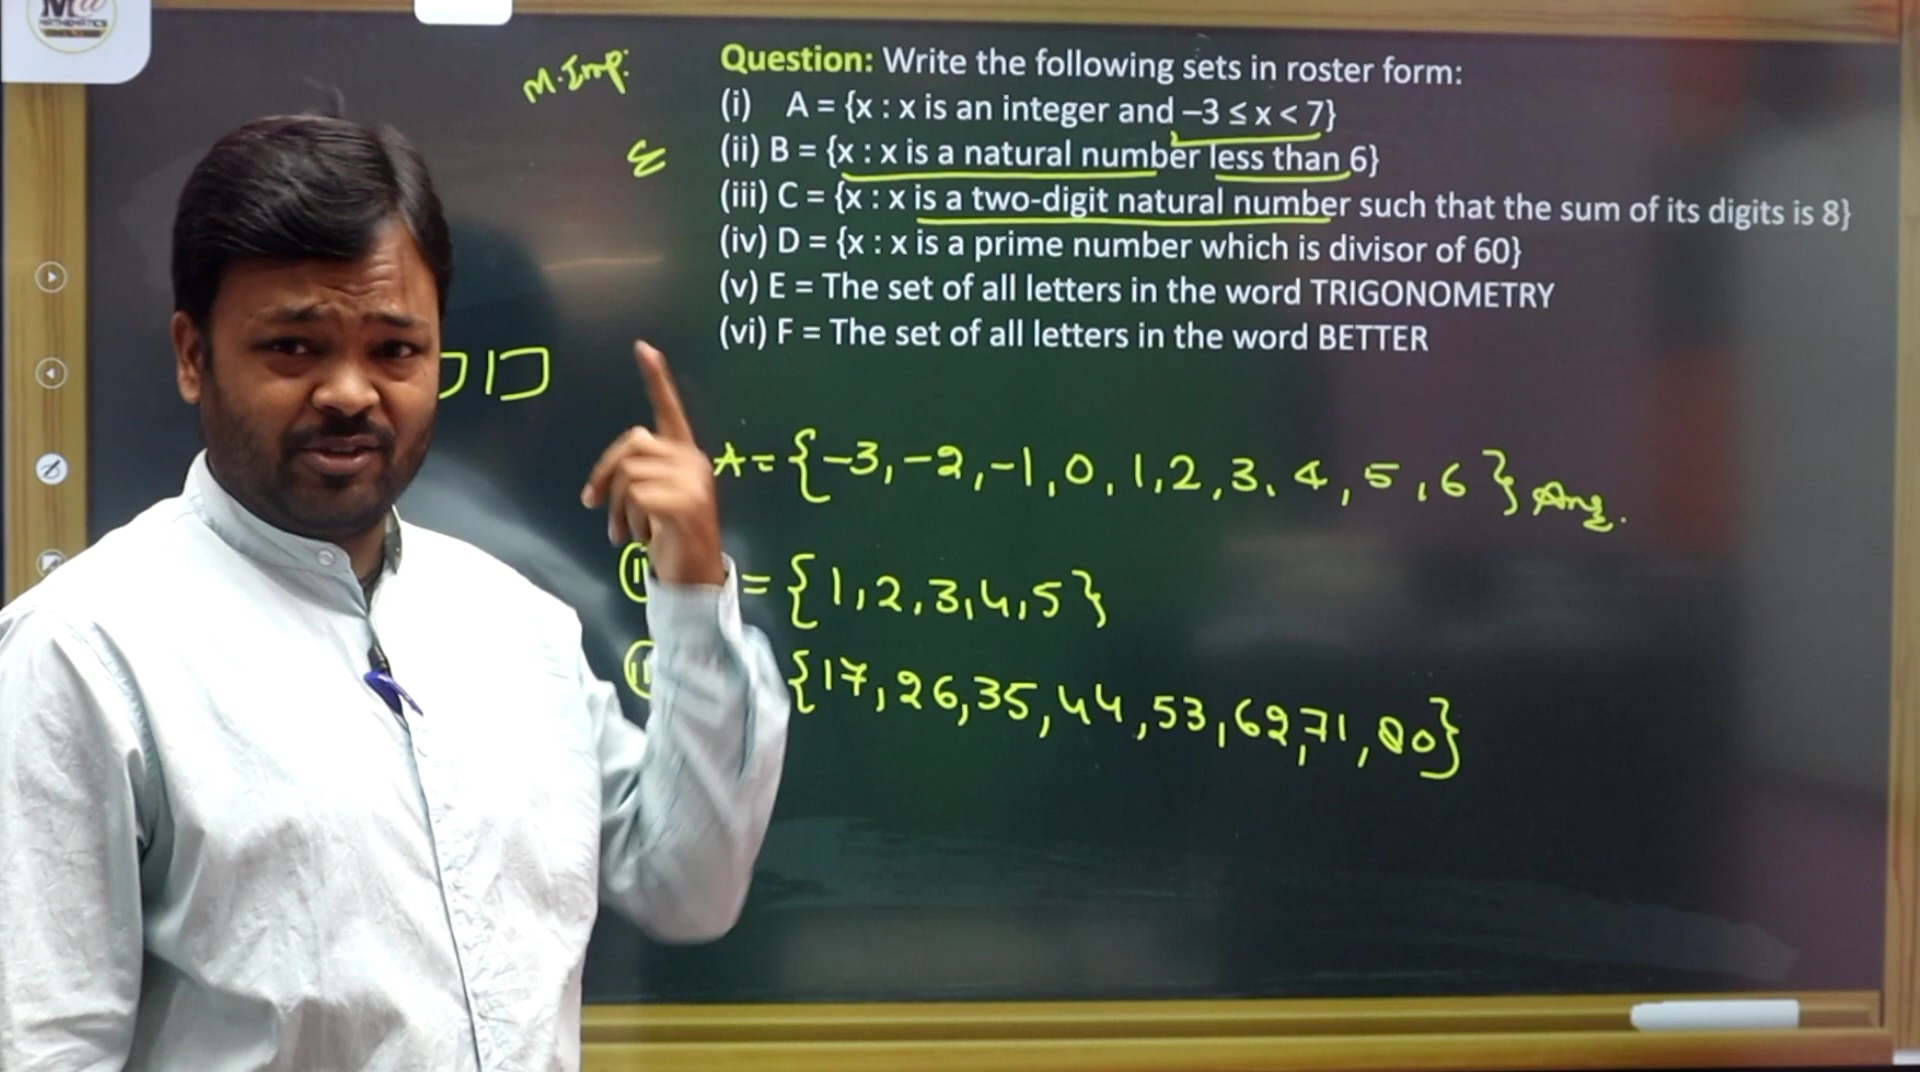 MATHEMATICS
M.Imp.
Question: Write the following sets in roster form:
(i) A = {x : x is an integer and –3 ≤ x < 7}
(ii) B = {x : x is a natural number less than 6}
(iii) C = {x : x is a two-digit natural number such that the sum of its digits is 8}
(iv) D = {x : x is a prime number which is divisor of 60}
(v) E = The set of all letters in the word TRIGONOMETRY
(vi) F = The set of all letters in the word BETTER
A = {-3, -2, -1, 0, 1, 2, 3, 4, 5, 6} Ans.
= {1, 2, 3, 4, 5}
{17, 26, 35, 44, 53, 62, 71, 80}